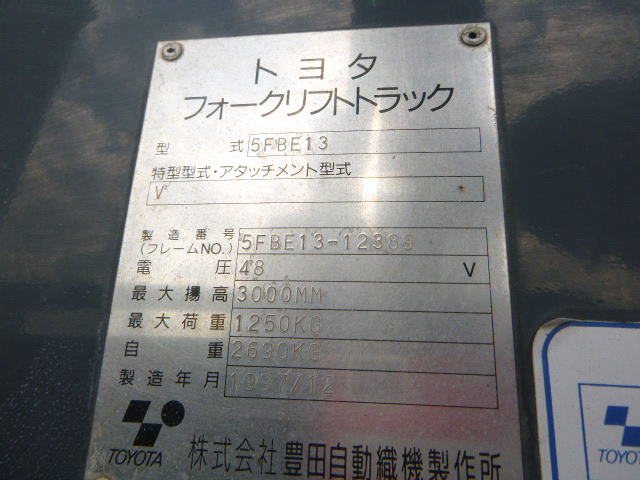 トヨタ
フォークリフトトラック
型 式 5FBE13
特型型式・アタッチメント型式
V
製造番号
(フレームNO.) 5FBE13-12389
電 圧 48 V
最大揚高 3000MM
最大荷重 1250KG
自 重 2690KG
製造年月 1997/12
TOYOTA 株式会社 豊田自動織機製作所
TOYO